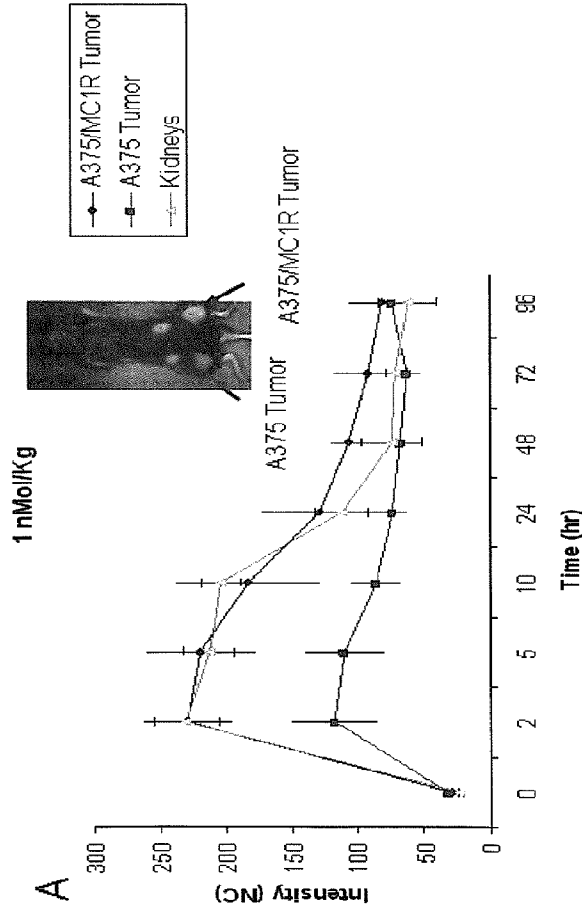 A
1 nMol/Kg
A375/MC1R Tumor
A375 Tumor
Kidneys
A375 Tumor
A375/MC1R Tumor
Intensity (NC)
300
250
200
150
100
50
0
0 2 5 10 24 48 72 96
Time (hr)